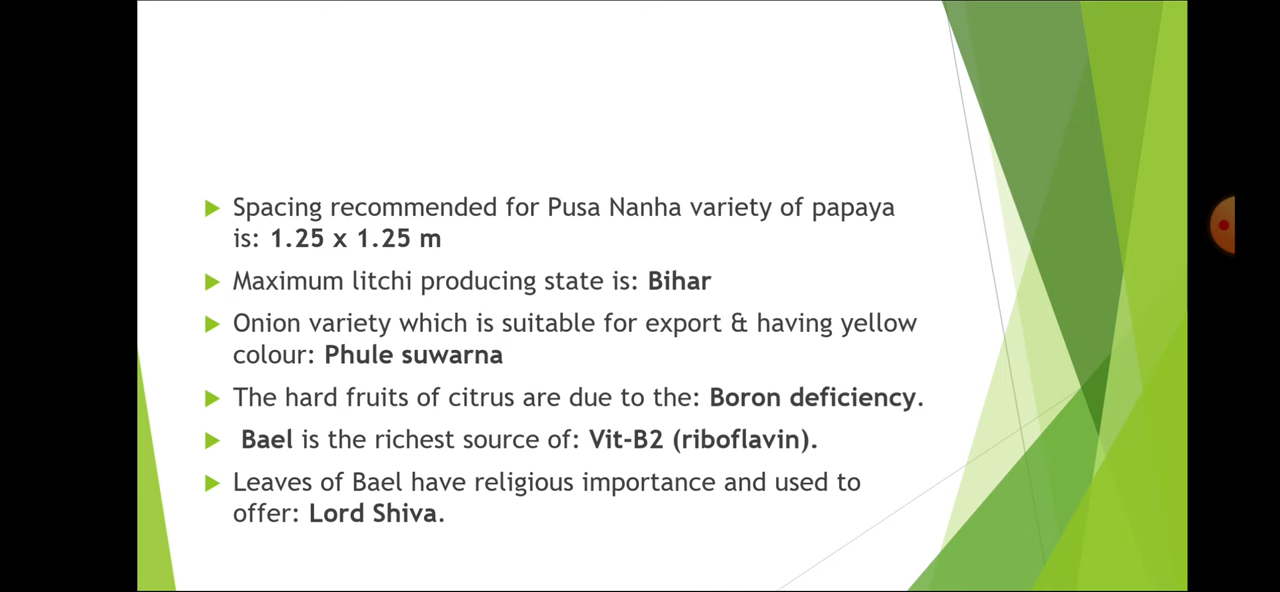 Spacing recommended for Pusa Nanha variety of papaya
is: 1.25 x 1.25 m
Maximum litchi producing state is: Bihar
Onion variety which is suitable for export & having yellow
colour: Phule suwarna
The hard fruits of citrus are due to the: Boron deficiency.
Bael is the richest source of: Vit-B2 (riboflavin).
Leaves of Bael have religious importance and used to
offer: Lord Shiva.